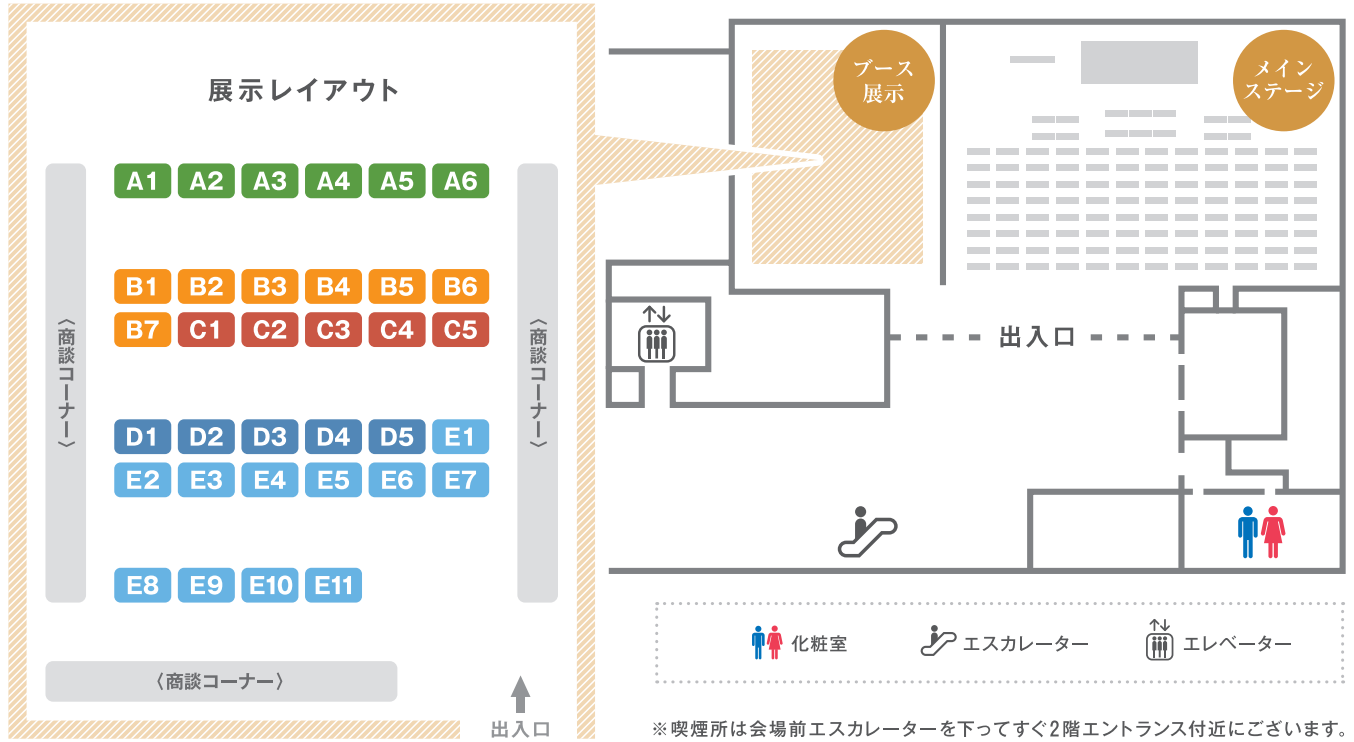 展示レイアウト
A1 A2 A3 A4 A5 A6
B1 B2 B3 B4 B5 B6
B7 C1 C2 C3 C4 C5
D1 D2 D3 D4 D5 E1
E2 E3 E4 E5 E6 E7
E8 E9 E10 E11
〈商談コーナー〉
〈商談コーナー〉
〈商談コーナー〉
出入口
ブース
展示
メイン
ステージ
出入口
化粧室
エスカレーター
エレベーター
※喫煙所は会場前エスカレーターを下ってすぐ2階エントランス付近にございます。